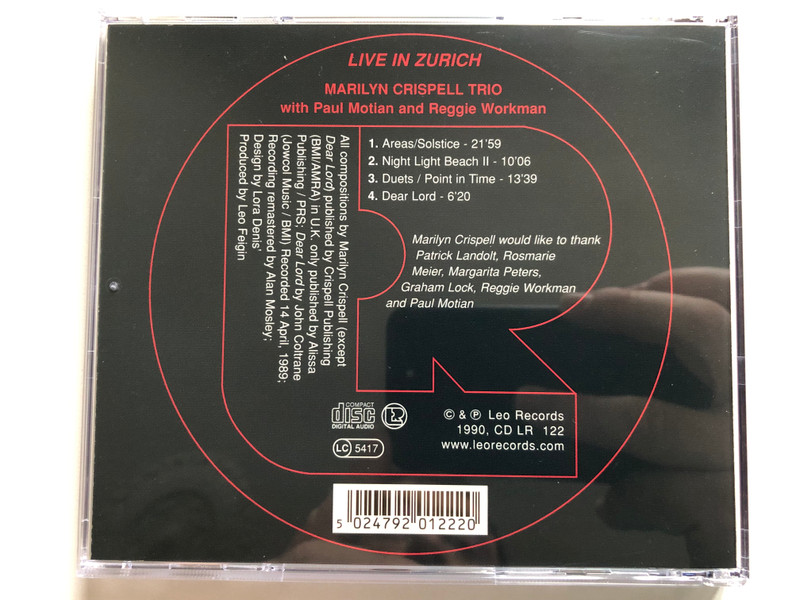 LIVE IN ZURICH
MARILYN CRISPELL TRIO
with Paul Motian and Reggie Workman
1. Areas/Solstice - 21'59
2. Night Light Beach II - 10'06
3. Duets / Point in Time - 13'39
4. Dear Lord - 6'20
Marilyn Crispell would like to thank
Patrick Landolt, Rosmarie
Meier, Margarita Peters,
Graham Lock, Reggie Workman
and Paul Motian
All compositions by Marilyn Crispell (except
Dear Lord) published by Crispell Publishing
(BMI/AMRA) in U.K. only published by Alissa
Publishing / PRS; Dear Lord by John Coltrane
(Jowcol Music / BMI) Recorded 14 April, 1989;
Recording remastered by Alan Mosley;
Design by Lora Denis'
Produced by Leo Feigin
COMPACT
disc
DIGITAL AUDIO
LC 5417
© & ℗ Leo Records
1990, CD LR 122
www.leorecords.com
5 024792 012220